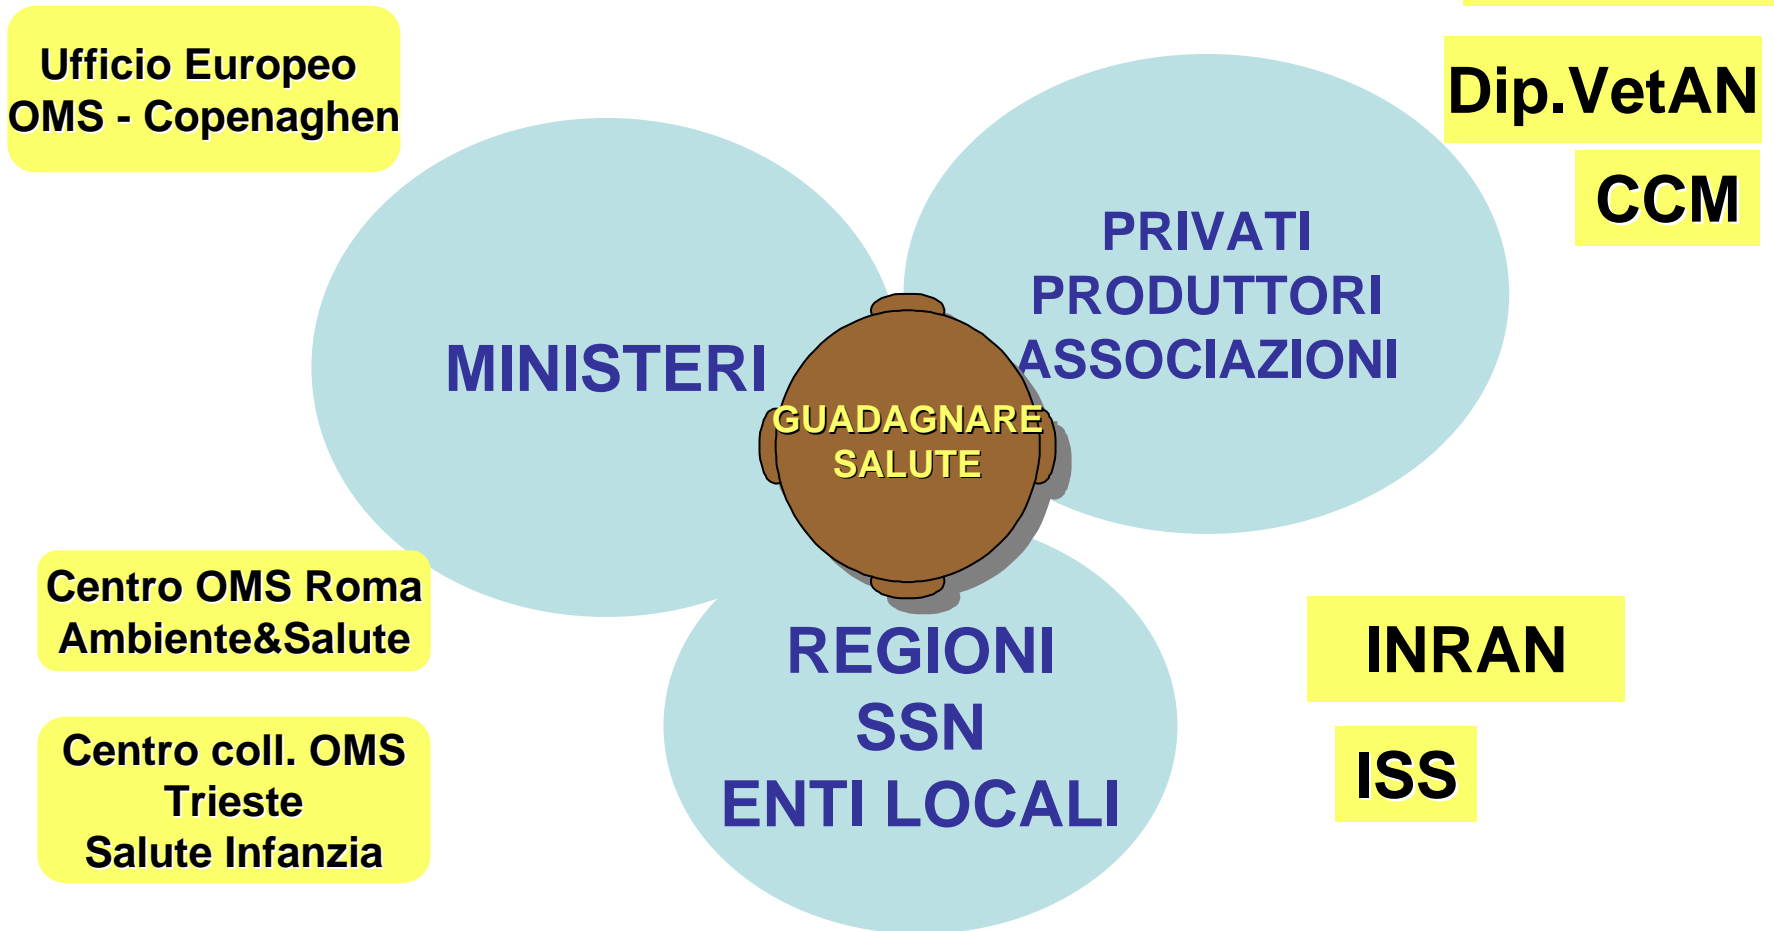 Ufficio Europeo
OMS - Copenaghen
Dip.VetAN
CCM
PRIVATI
PRODUTTORI
ASSOCIAZIONI
MINISTERI
GUADAGNARE
SALUTE
Centro OMS Roma
Ambiente&Salute
REGIONI
SSN
ENTI LOCALI
INRAN
ISS
Centro coll. OMS
Trieste
Salute Infanzia